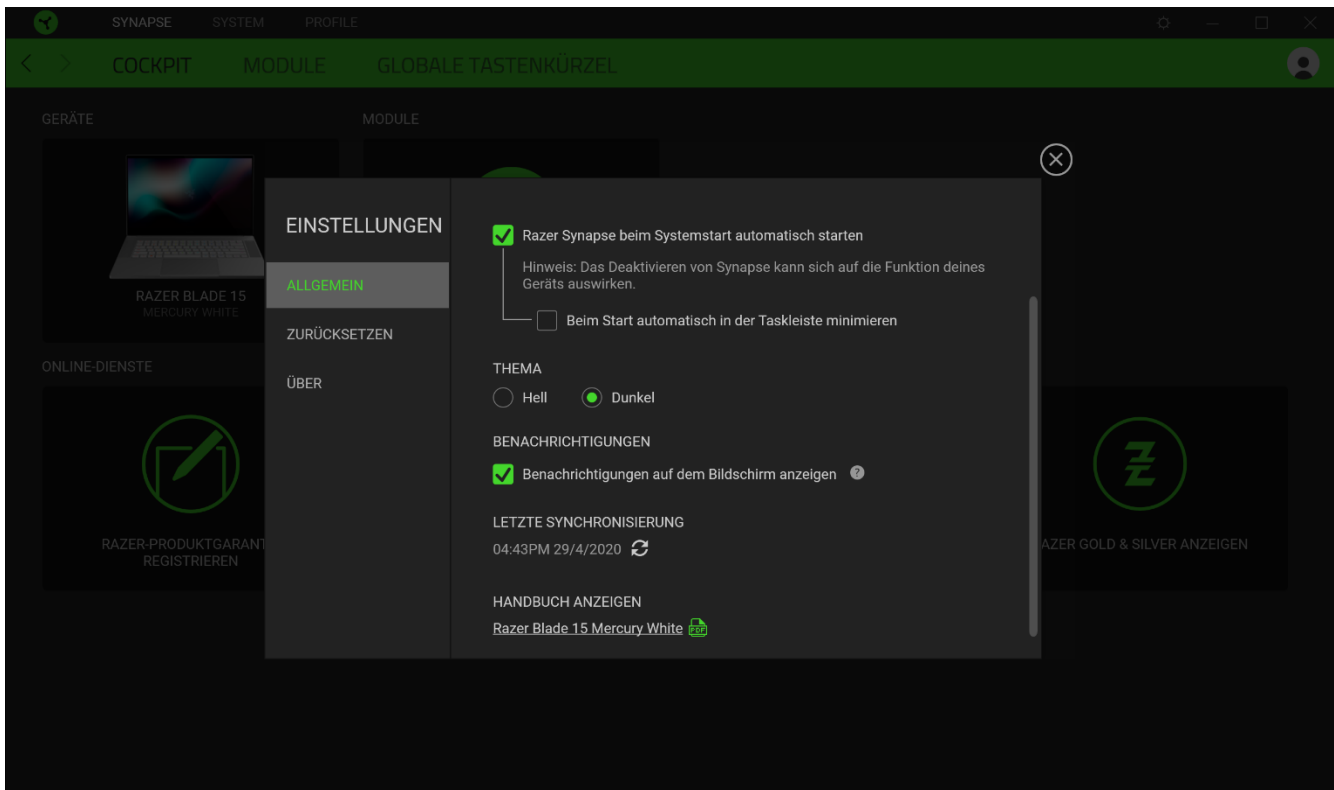 SYNAPSE SYSTEM PROFILE
COCKPIT MODULE GLOBALE TASTENKÜRZEL
GERÄTE MODULE
RAZER BLADE 15
MERCURY WHITE
ONLINE-DIENSTE
RAZER-PRODUKTGARANT
REGISTRIEREN
EINSTELLUNGEN
ALLGEMEIN
ZURÜCKSETZEN
ÜBER
Razer Synapse beim Systemstart automatisch starten
Hinweis: Das Deaktivieren von Synapse kann sich auf die Funktion deines
Geräts auswirken.
Beim Start automatisch in der Taskleiste minimieren
THEMA
Hell Dunkel
BENACHRICHTIGUNGEN
Benachrichtigungen auf dem Bildschirm anzeigen ?
LETZTE SYNCHRONISIERUNG
04:43PM 29/4/2020
HANDBUCH ANZEIGEN
Razer Blade 15 Mercury White PDF
AZER GOLD & SILVER ANZEIGEN